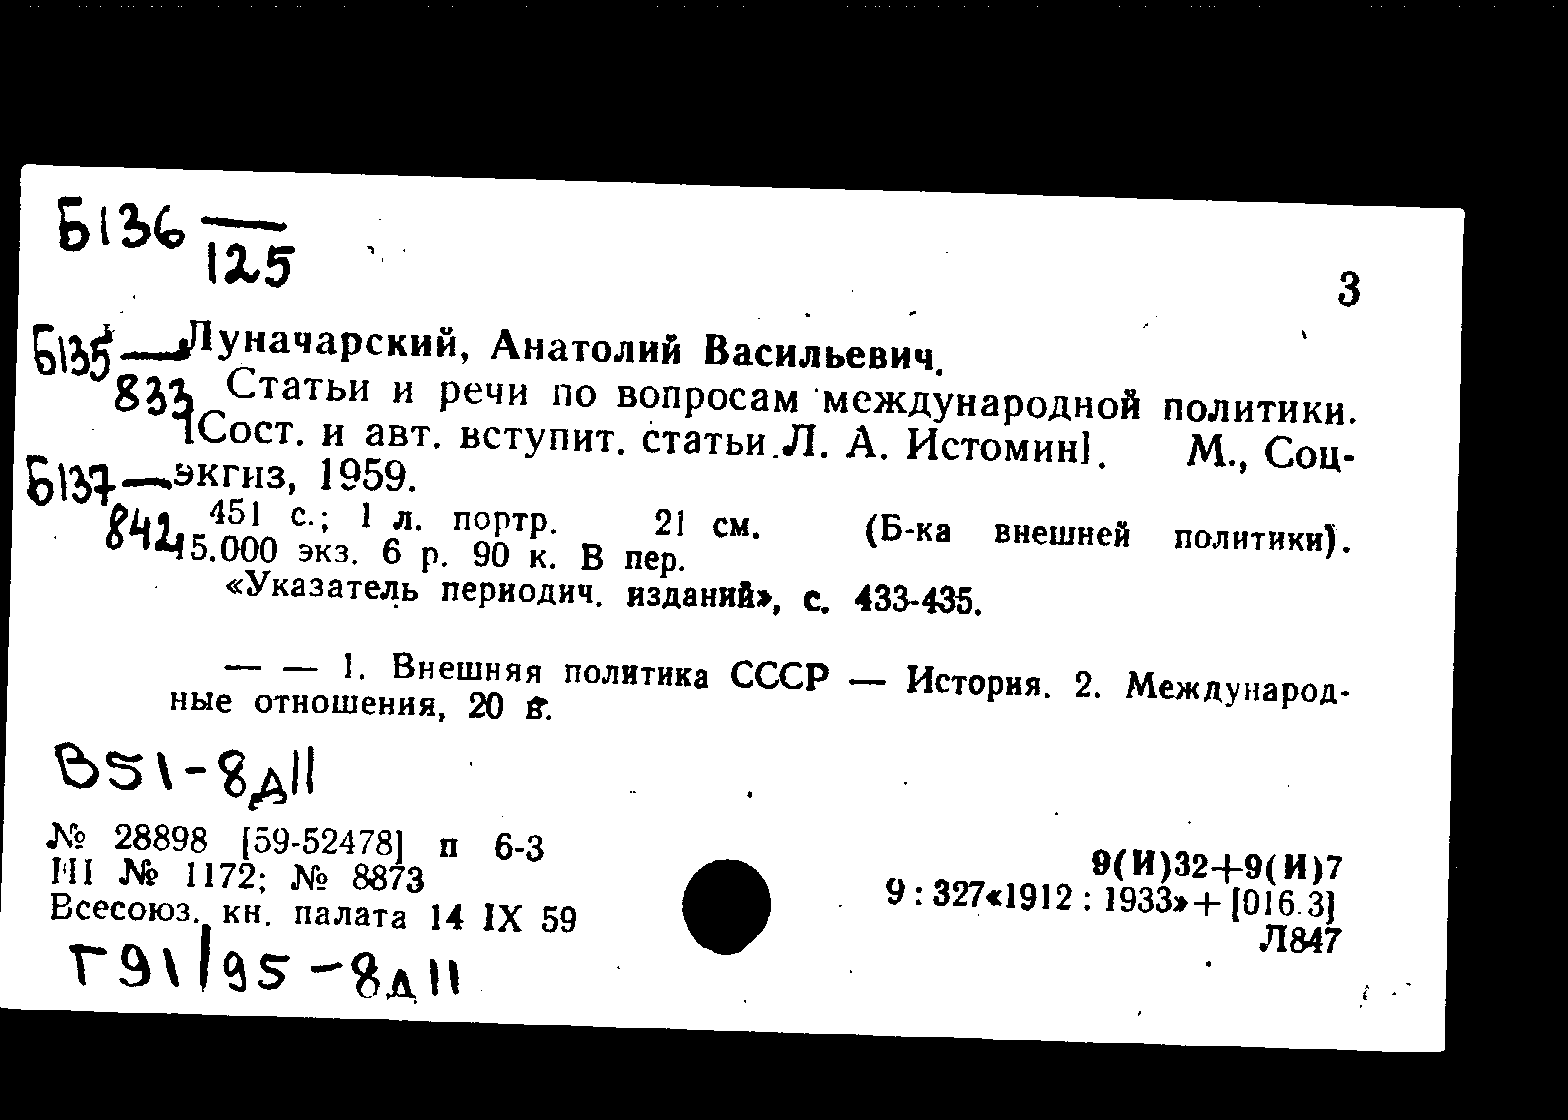 Б136 —
125
3
Б135— Луначарский, Анатолий Васильевич.
833 Статьи и речи по вопросам международной политики.
[Сост. и авт. вступит. статьи Л. А. Истомин]. М., Соц-
Б137— экгиз, 1959.
842 451 с.; 1 л. портр. 21 см. (Б-ка внешней политики).
15.000 экз. 6 р. 90 к. В пер.
«Указатель периодич. изданий», с. 433-435.
— — 1. Внешняя политика СССР — История. 2. Международ-
ные отношения, 20 в.
В51-8д11
№ 28898 [59-52478] п 6-3
№ 1172; № 8873
Всесоюз. кн. палата 14 IX 59
9(И)32+9(И)7
9 : 327«1912 : 1933»+[016.3]
Л847
Г91/95-8д11